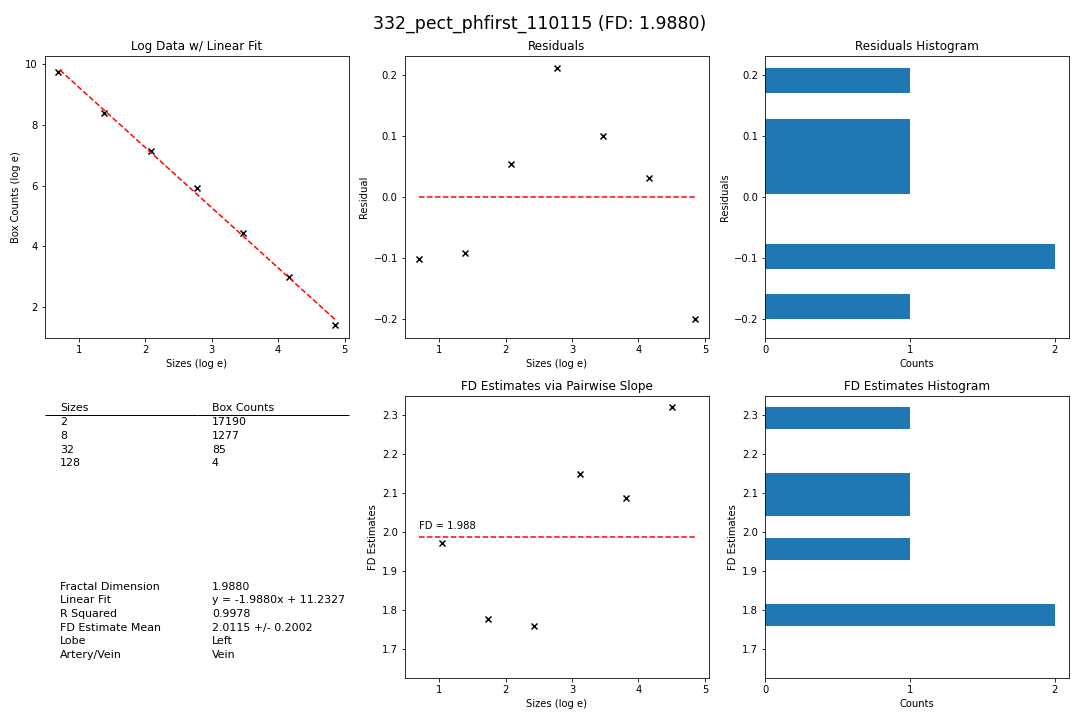 332_pect_phfirst_110115 (FD: 1.9880)
Log Data w/ Linear Fit
Box Counts (log e)
10
8
6
4
2
1 2 3 4 5
Sizes (log e)
Residuals
Residual
0.2
0.1
0.0
−0.1
−0.2
1 2 3 4 5
Sizes (log e)
Residuals Histogram
Residuals
0.2
0.1
0.0
−0.1
−0.2
0 1 2
Counts
Sizes Box Counts
2 17190
8 1277
32 85
128 4
Fractal Dimension 1.9880
Linear Fit y = -1.9880x + 11.2327
R Squared 0.9978
FD Estimate Mean 2.0115 +/- 0.2002
Lobe Left
Artery/Vein Vein
FD Estimates via Pairwise Slope
FD Estimates
2.3
2.2
2.1
2.0
1.9
1.8
1.7
FD = 1.988
1 2 3 4 5
Sizes (log e)
FD Estimates Histogram
FD Estimates
2.3
2.2
2.1
2.0
1.9
1.8
1.7
0 1 2
Counts